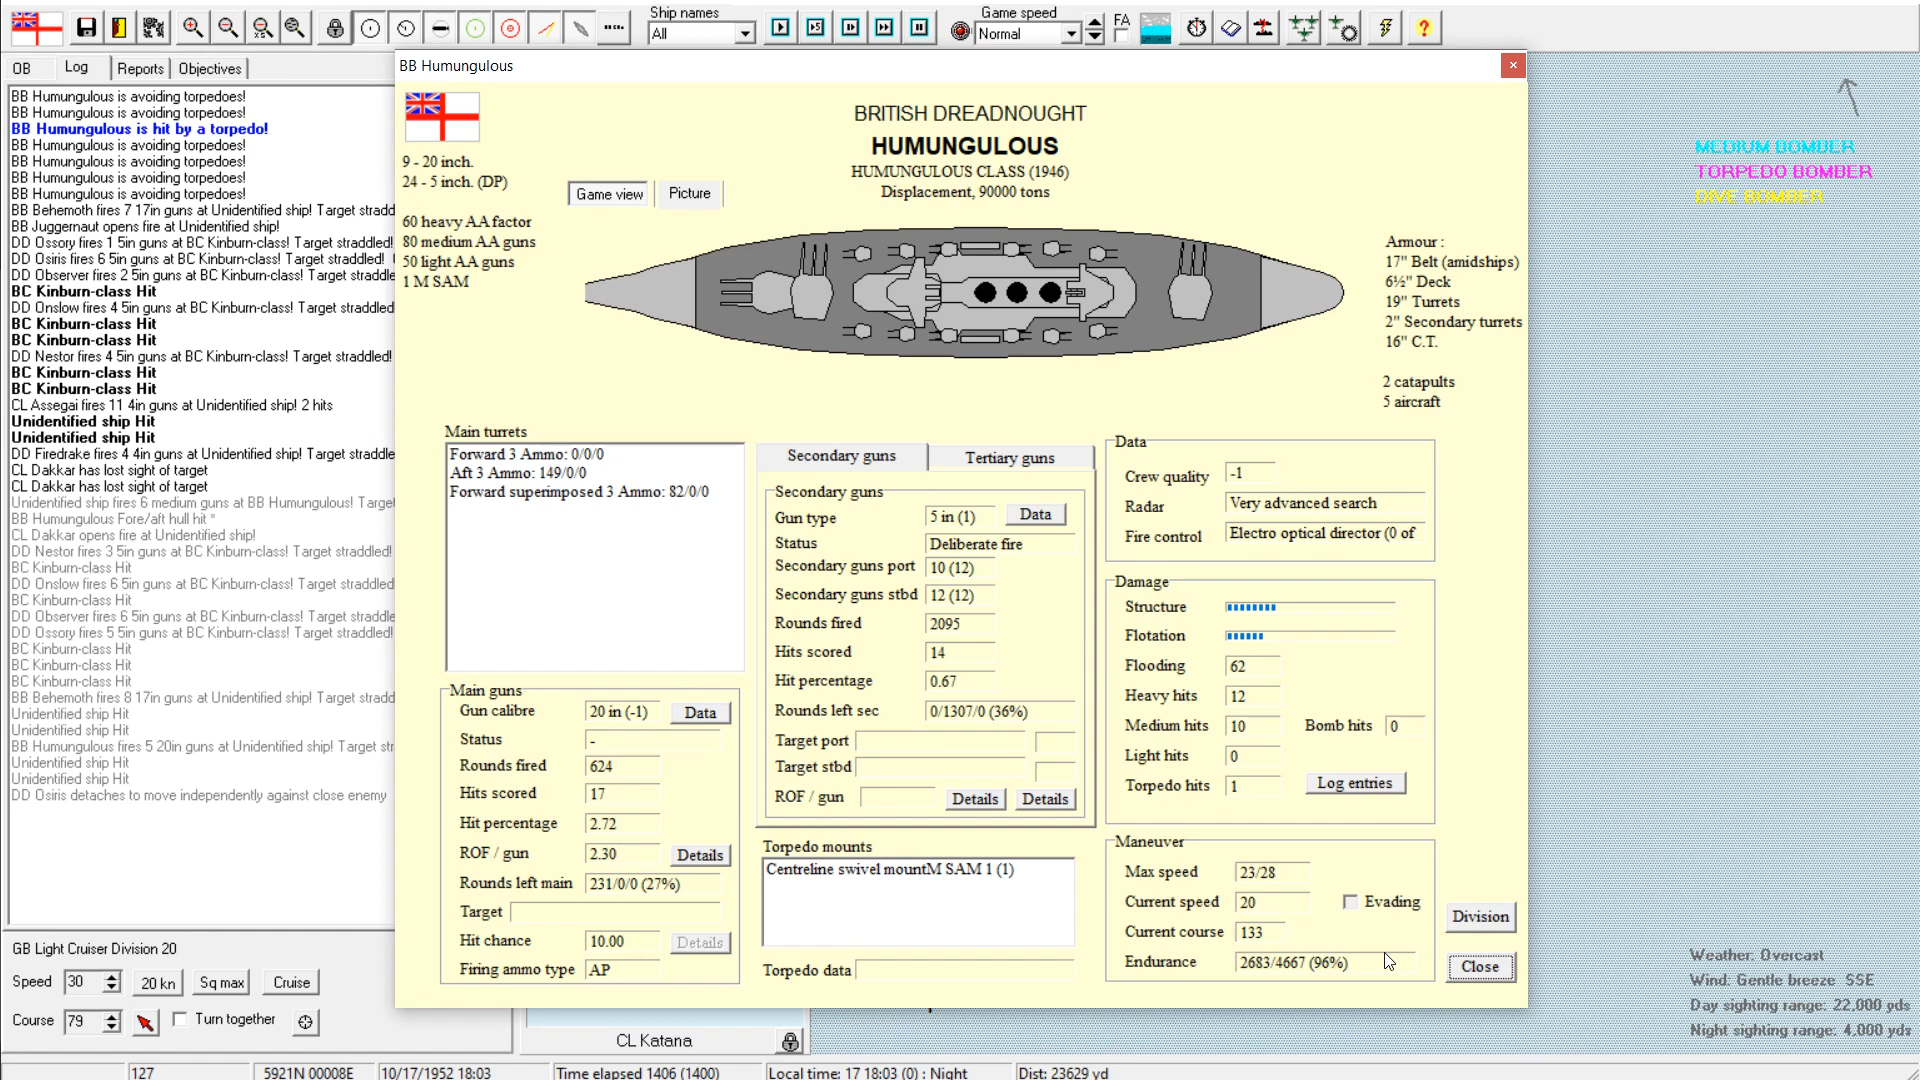 Ship names
All
Game speed
Normal
FA
OB
Log
Reports
Objectives
BB Humungulous is avoiding torpedoes!
BB Humungulous is avoiding torpedoes!
BB Humungulous is hit by a torpedo!
BB Humungulous is avoiding torpedoes!
BB Humungulous is avoiding torpedoes!
BB Humungulous is avoiding torpedoes!
BB Humungulous is avoiding torpedoes!
BB Behemoth fires 7 17in guns at Unidentified ship! Target stradd
BB Juggernaut opens fire at Unidentified ship!
DD Ossory fires 1 5in guns at BC Kinburn-class! Target straddled!
DD Osiris fires 6 5in guns at BC Kinburn-class! Target straddled!
DD Observer fires 2 5in guns at BC Kinburn-class! Target straddled
BC Kinburn-class Hit
DD Onslow fires 4 5in guns at BC Kinburn-class! Target straddled!
BC Kinburn-class Hit
BC Kinburn-class Hit
DD Nestor fires 4 5in guns at BC Kinburn-class! Target straddled!
BC Kinburn-class Hit
BC Kinburn-class Hit
CL Assegai fires 11 4in guns at Unidentified ship! 2 hits
Unidentified ship Hit
Unidentified ship Hit
DD Firedrake fires 4 4in guns at Unidentified ship! Target straddle
CL Dakkar has lost sight of target
CL Dakkar has lost sight of target
Unidentified ship fires 6 medium guns at BB Humungulous! Target
BB Humungulous Fore/aft hull hit *
CL Dakkar opens fire at Unidentified ship!
DD Nestor fires 3 5in guns at BC Kinburn-class! Target straddled!
BC Kinburn-class Hit
DD Onslow fires 6 5in guns at BC Kinburn-class! Target straddled!
BC Kinburn-class Hit
DD Observer fires 6 5in guns at BC Kinburn-class! Target straddled
DD Ossory fires 5 5in guns at BC Kinburn-class! Target straddled!
BC Kinburn-class Hit
BC Kinburn-class Hit
BC Kinburn-class Hit
BB Behemoth fires 8 17in guns at Unidentified ship! Target stradd
Unidentified ship Hit
Unidentified ship Hit
BB Humungulous fires 5 20in guns at Unidentified ship! Target str
Unidentified ship Hit
Unidentified ship Hit
DD Osiris detaches to move independently against close enemy
GB Light Cruiser Division 20
Speed 30 20 kn Sq max Cruise
Course 79 Turn together
BB Humungulous
BRITISH DREADNOUGHT
HUMUNGULOUS
HUMUNGULOUS CLASS (1946)
Displacement, 90000 tons
9 - 20 inch.
24 - 5 inch. (DP)
60 heavy AA factor
80 medium AA guns
50 light AA guns
1 M SAM
Game view
Picture
Armour :
17" Belt (amidships)
6½" Deck
19" Turrets
2" Secondary turrets
16" C.T.
2 catapults
5 aircraft
Main turrets
Forward 3 Ammo: 0/0/0
Aft 3 Ammo: 149/0/0
Forward superimposed 3 Ammo: 82/0/0
Main guns
Gun calibre 20 in (-1) Data
Status -
Rounds fired 624
Hits scored 17
Hit percentage 2.72
ROF / gun 2.30 Details
Rounds left main 231/0/0 (27%)
Target
Hit chance 10.00 Details
Firing ammo type AP
Secondary guns
Tertiary guns
Secondary guns
Gun type 5 in (1) Data
Status Deliberate fire
Secondary guns port 10 (12)
Secondary guns stbd 12 (12)
Rounds fired 2095
Hits scored 14
Hit percentage 0.67
Rounds left sec 0/1307/0 (36%)
Target port
Target stbd
ROF / gun Details Details
Torpedo mounts
Centreline swivel mountM SAM 1 (1)
Torpedo data
Data
Crew quality -1
Radar Very advanced search
Fire control Electro optical director (0 of
Damage
Structure
Flotation
Flooding 62
Heavy hits 12
Medium hits 10 Bomb hits 0
Light hits 0
Torpedo hits 1 Log entries
Maneuver
Max speed 23/28
Current speed 20 Evading
Current course 133
Endurance 2683/4667 (96%)
Division
Close
MEDIUM BOMBER
TORPEDO BOMBER
DIVE BOMBER
Weather: Overcast
Wind: Gentle breeze SSE
Day sighting range: 22,000 yds
Night sighting range: 4,000 yds
CL Katana
127
5921N 00008E
10/17/1952 18:03
Time elapsed 1406 (1400)
Local time: 17 18:03 (0) : Night
Dist: 23629 yd